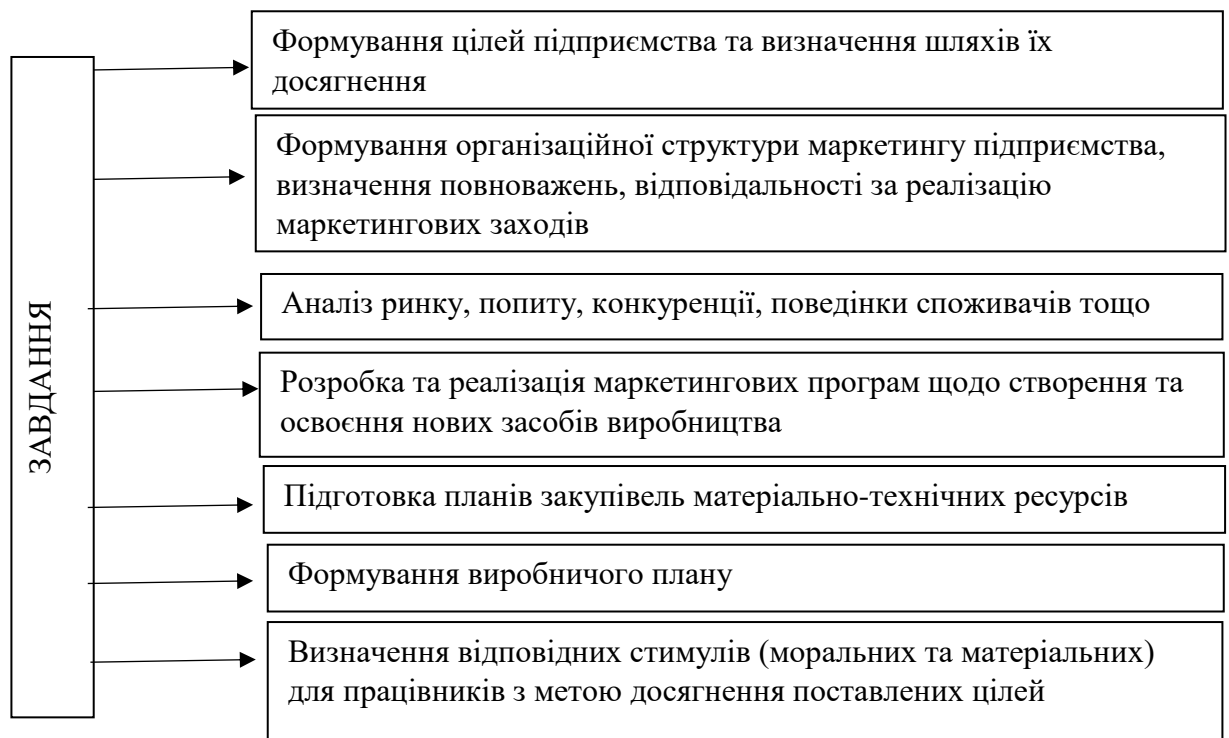 ЗАВДАННЯ
Формування цілей підприємства та визначення шляхів їх
досягнення
Формування організаційної структури маркетингу підприємства,
визначення повноважень, відповідальності за реалізацію
маркетингових заходів
Аналіз ринку, попиту, конкуренції, поведінки споживачів тощо
Розробка та реалізація маркетингових програм щодо створення та
освоєння нових засобів виробництва
Підготовка планів закупівель матеріально-технічних ресурсів
Формування виробничого плану
Визначення відповідних стимулів (моральних та матеріальних)
для працівників з метою досягнення поставлених цілей